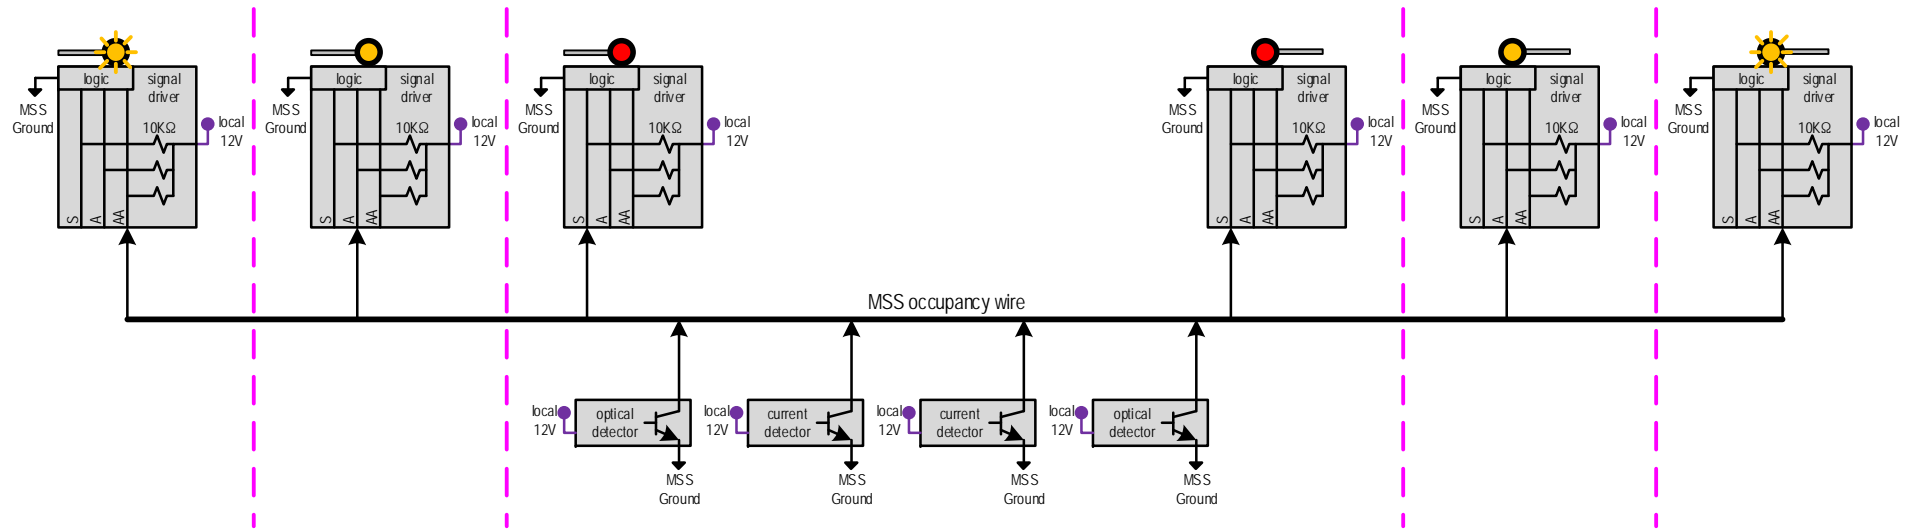 logic
signal
driver
MSS
Ground
10KΩ
local
12V
S
A
AA
logic
signal
driver
MSS
Ground
10KΩ
local
12V
S
A
AA
logic
signal
driver
MSS
Ground
10KΩ
local
12V
S
A
AA
logic
signal
driver
MSS
Ground
10KΩ
local
12V
S
A
AA
logic
signal
driver
MSS
Ground
10KΩ
local
12V
S
A
AA
logic
signal
driver
MSS
Ground
10KΩ
local
12V
S
A
AA
MSS occupancy wire
local
12V
optical
detector
MSS
Ground
local
12V
current
detector
MSS
Ground
local
12V
current
detector
MSS
Ground
local
12V
optical
detector
MSS
Ground